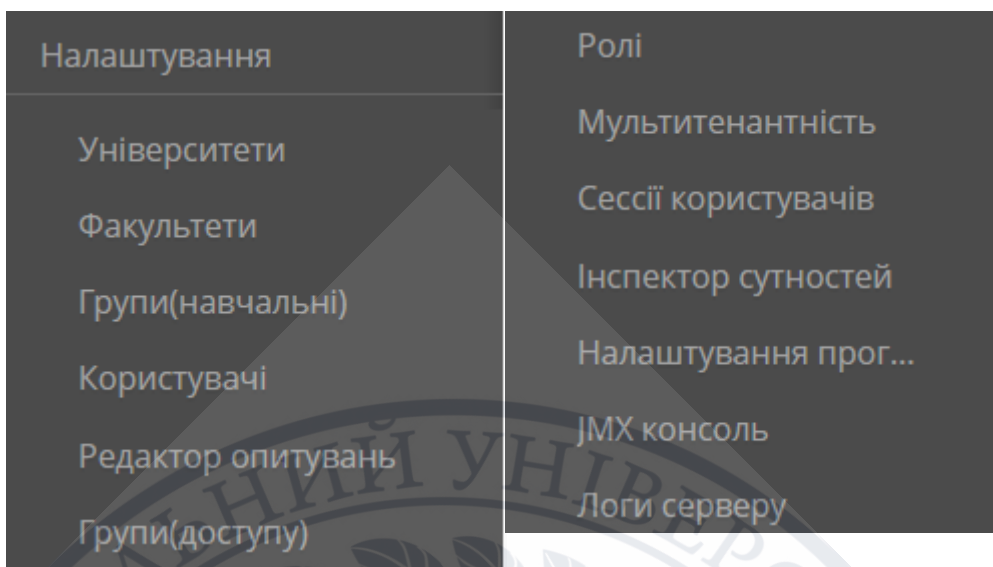 Налаштування
Університети
Факультети
Групи(навчальні)
Користувачі
Редактор опитувань
Групи(доступу)
Ролі
Мультитенантність
Сессії користувачів
Інспектор сутностей
Налаштування прог...
JMX консоль
Логи серверу